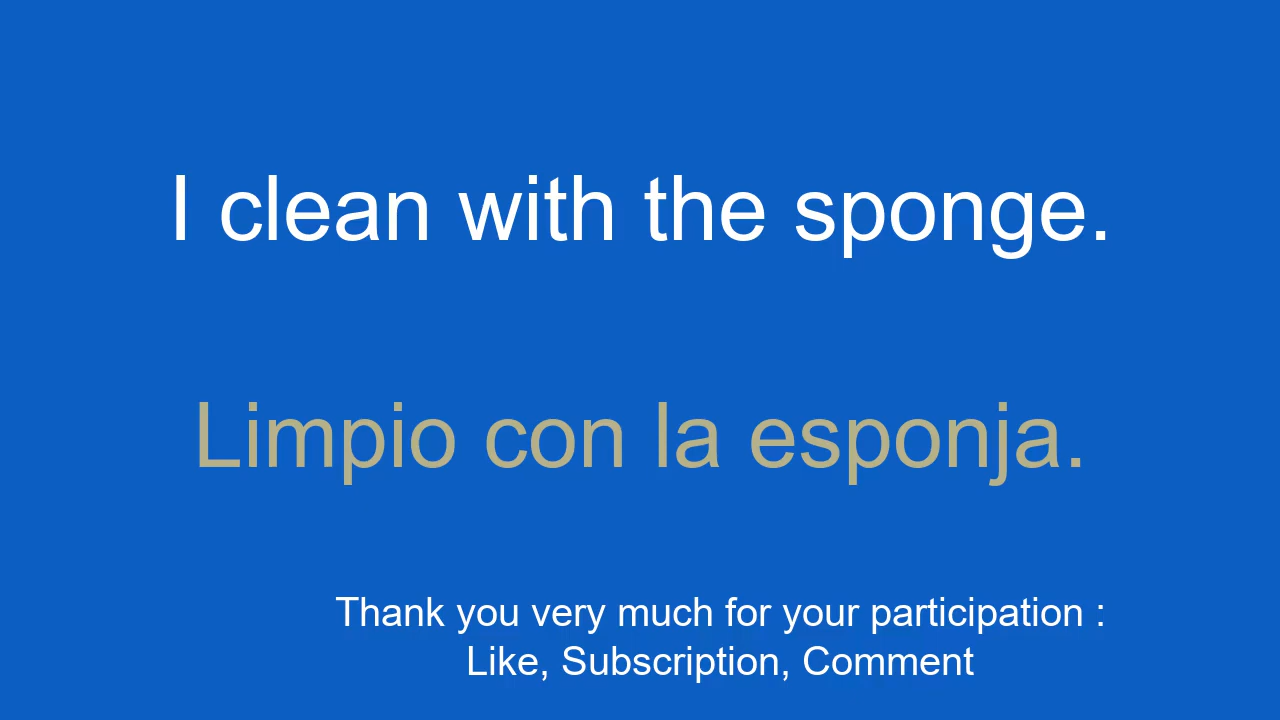 I clean with the sponge.
Limpio con la esponja.
Thank you very much for your participation :
Like, Subscription, Comment